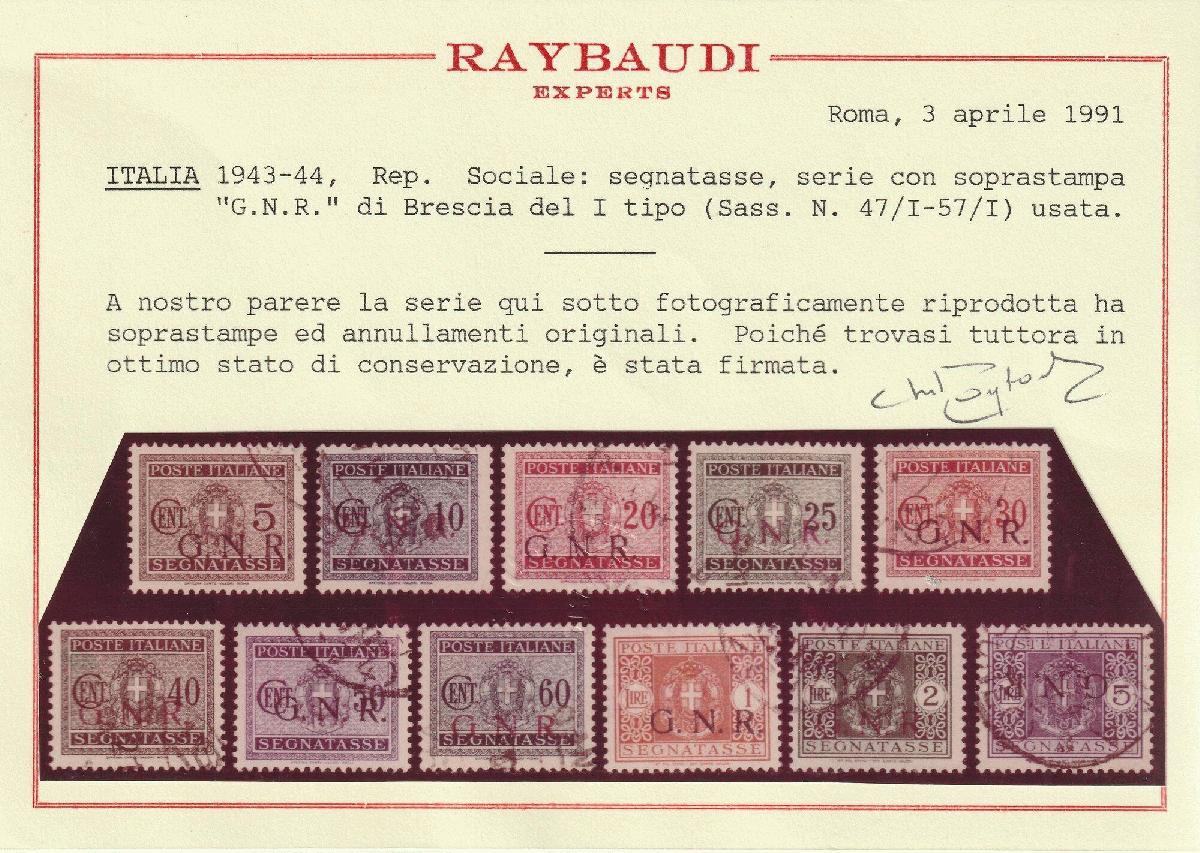 RAYBAUDI
EXPERTS
Roma, 3 aprile 1991
ITALIA 1943-44, Rep. Sociale: segnatasse, serie con soprastampa
"G.N.R." di Brescia del I tipo (Sass. N. 47/I-57/I) usata.
A nostro parere la serie qui sotto fotograficamente riprodotta ha
soprastampe ed annullamenti originali. Poiché trovasi tuttora in
ottimo stato di conservazione, è stata firmata.
POSTE ITALIANE POSTE ITALIANE POSTE ITALIANE POSTE ITALIANE POSTE ITALIANE
CENT. 5 CENT. 10 CENT. 20 CENT. 25 CENT. 30
G.N.R. G.N.R. G.N.R. G.N.R. G.N.R.
SEGNATASSE SEGNATASSE SEGNATASSE SEGNATASSE SEGNATASSE
POSTE ITALIANE POSTE ITALIANE POSTE ITALIANE POSTE ITALIANE POSTE ITALIANE POSTE ITALIANE
CENT. 40 CENT. 50 CENT. 60 LIRE 1 LIRE 2 LIRE 5
G.N.R. G.N.R. G.N.R. G.N.R. N.R.
SEGNATASSE SEGNATASSE SEGNATASSE SEGNATASSE SEGNATASSE SEGNATASSE